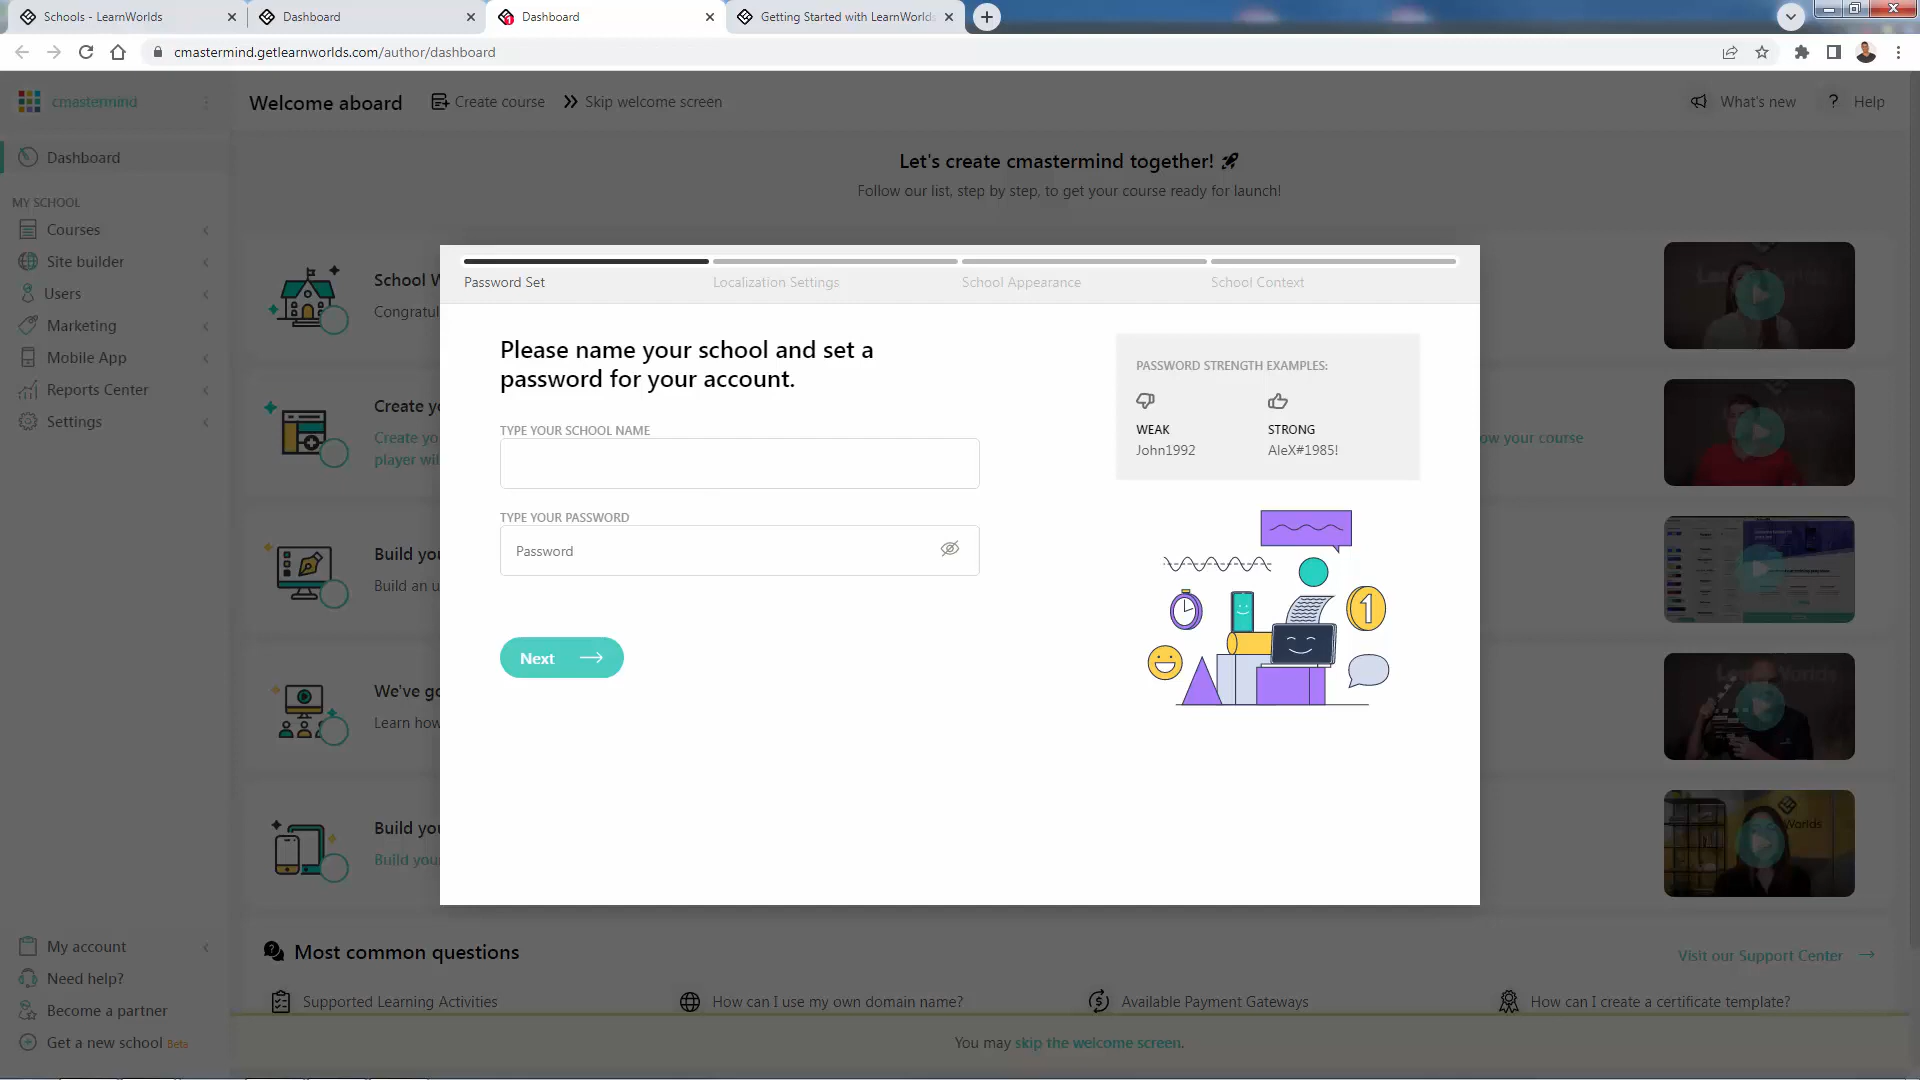 Schools - LearnWorlds
Dashboard
Dashboard
Getting Started with LearnWorlds
cmastermind.getlearnworlds.com/author/dashboard
cmastermind
Welcome aboard
Create course
Skip welcome screen
What's new
Help
Dashboard
MY SCHOOL
Courses
Site builder
Users
Marketing
Mobile App
Reports Center
Settings
Let's create cmastermind together!
Follow our list, step by step, to get your course ready for launch!
School W
Congratul
Create yo
Create yo
player wil
ow your course
Build you
Build an u
We've go
Learn how
Build you
Build your
Password Set
Localization Settings
School Appearance
School Context
Please name your school and set a
password for your account.
TYPE YOUR SCHOOL NAME
TYPE YOUR PASSWORD
Password
Next
PASSWORD STRENGTH EXAMPLES:
WEAK
STRONG
John1992
AleX#1985!
Most common questions
Visit our Support Center
Supported Learning Activities
How can I use my own domain name?
Available Payment Gateways
How can I create a certificate template?
You may skip the welcome screen.
My account
Need help?
Become a partner
Get a new school Beta